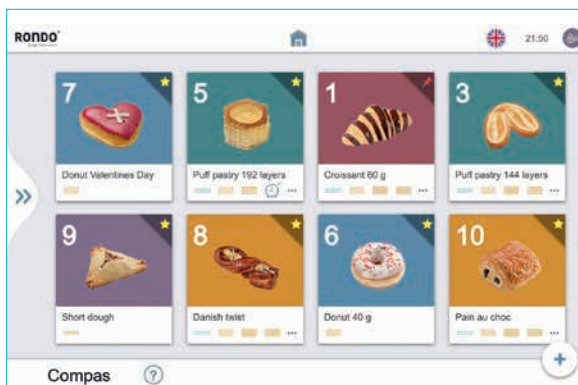 RONDO
21:50
7
Donut Valentines Day
5
Puff pastry 192 layers
...
1
Croissant 60 g
...
3
Puff pastry 144 layers
...
9
Short dough
8
Danish twist
...
6
Donut 40 g
10
Pain au choc
...
Compas ?
+